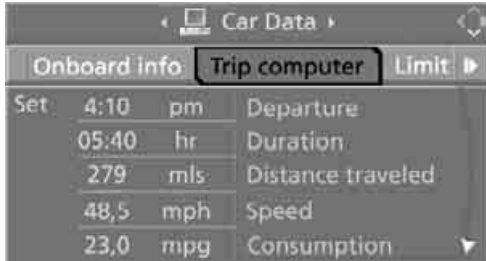 Car Data
Onboard info Trip computer Limit
Set 4:10 pm Departure
05:40 hr Duration
279 mls Distance traveled
48,5 mph Speed
23,0 mpg Consumption